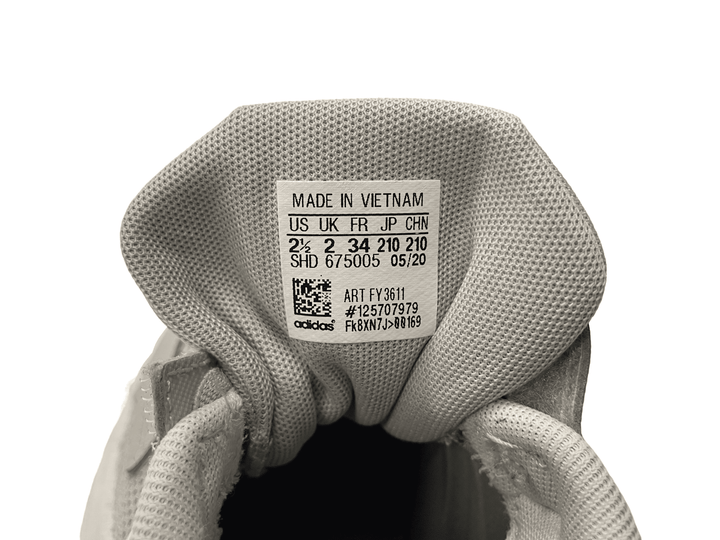 MADE IN VIETNAM
US UK FR JP CHN
2½ 2 34 210 210
SHD 675005 05/20
ART FY3611
#125707979
adidas® Fk8XN7J>00169